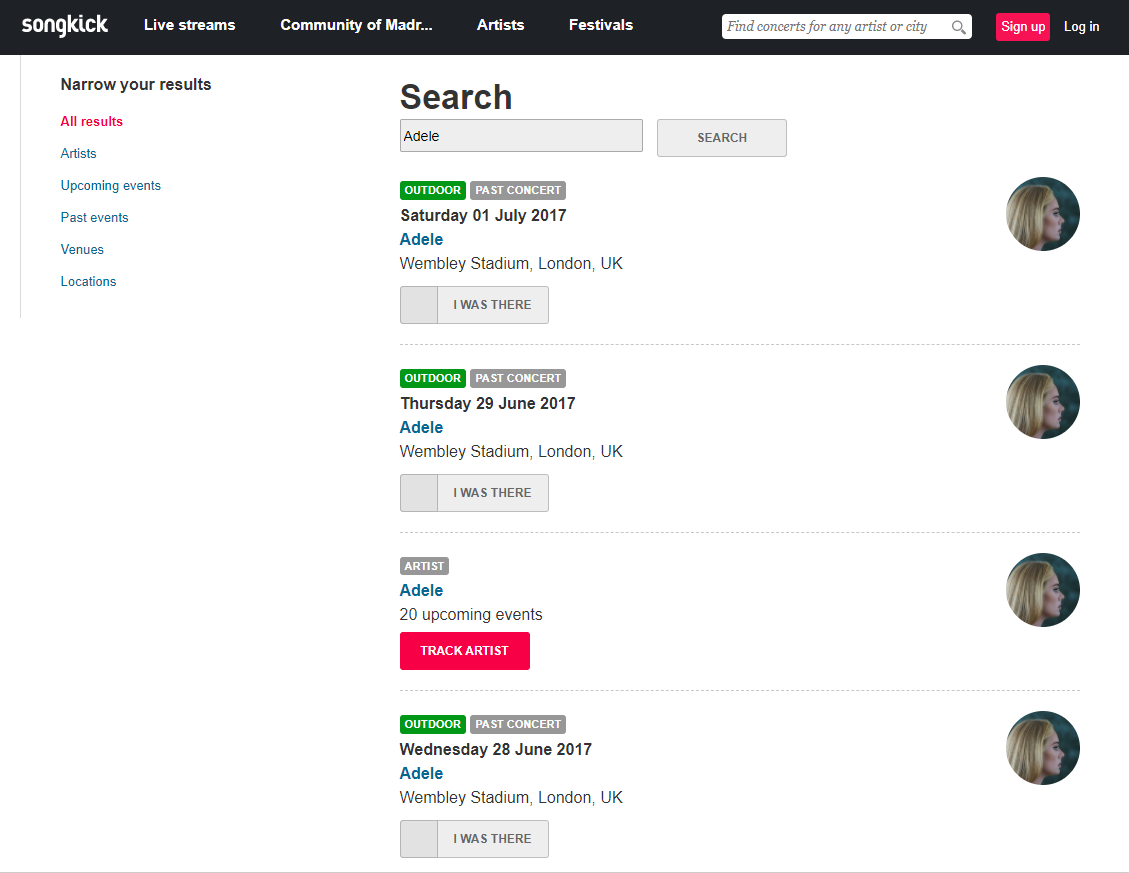 songkick
Live streams
Community of Madr...
Artists
Festivals
Find concerts for any artist or city
Sign up
Log in
Narrow your results
All results
Artists
Upcoming events
Past events
Venues
Locations
Search
Adele
SEARCH
OUTDOOR PAST CONCERT
Saturday 01 July 2017
Adele
Wembley Stadium, London, UK
I WAS THERE
OUTDOOR PAST CONCERT
Thursday 29 June 2017
Adele
Wembley Stadium, London, UK
I WAS THERE
ARTIST
Adele
20 upcoming events
TRACK ARTIST
OUTDOOR PAST CONCERT
Wednesday 28 June 2017
Adele
Wembley Stadium, London, UK
I WAS THERE